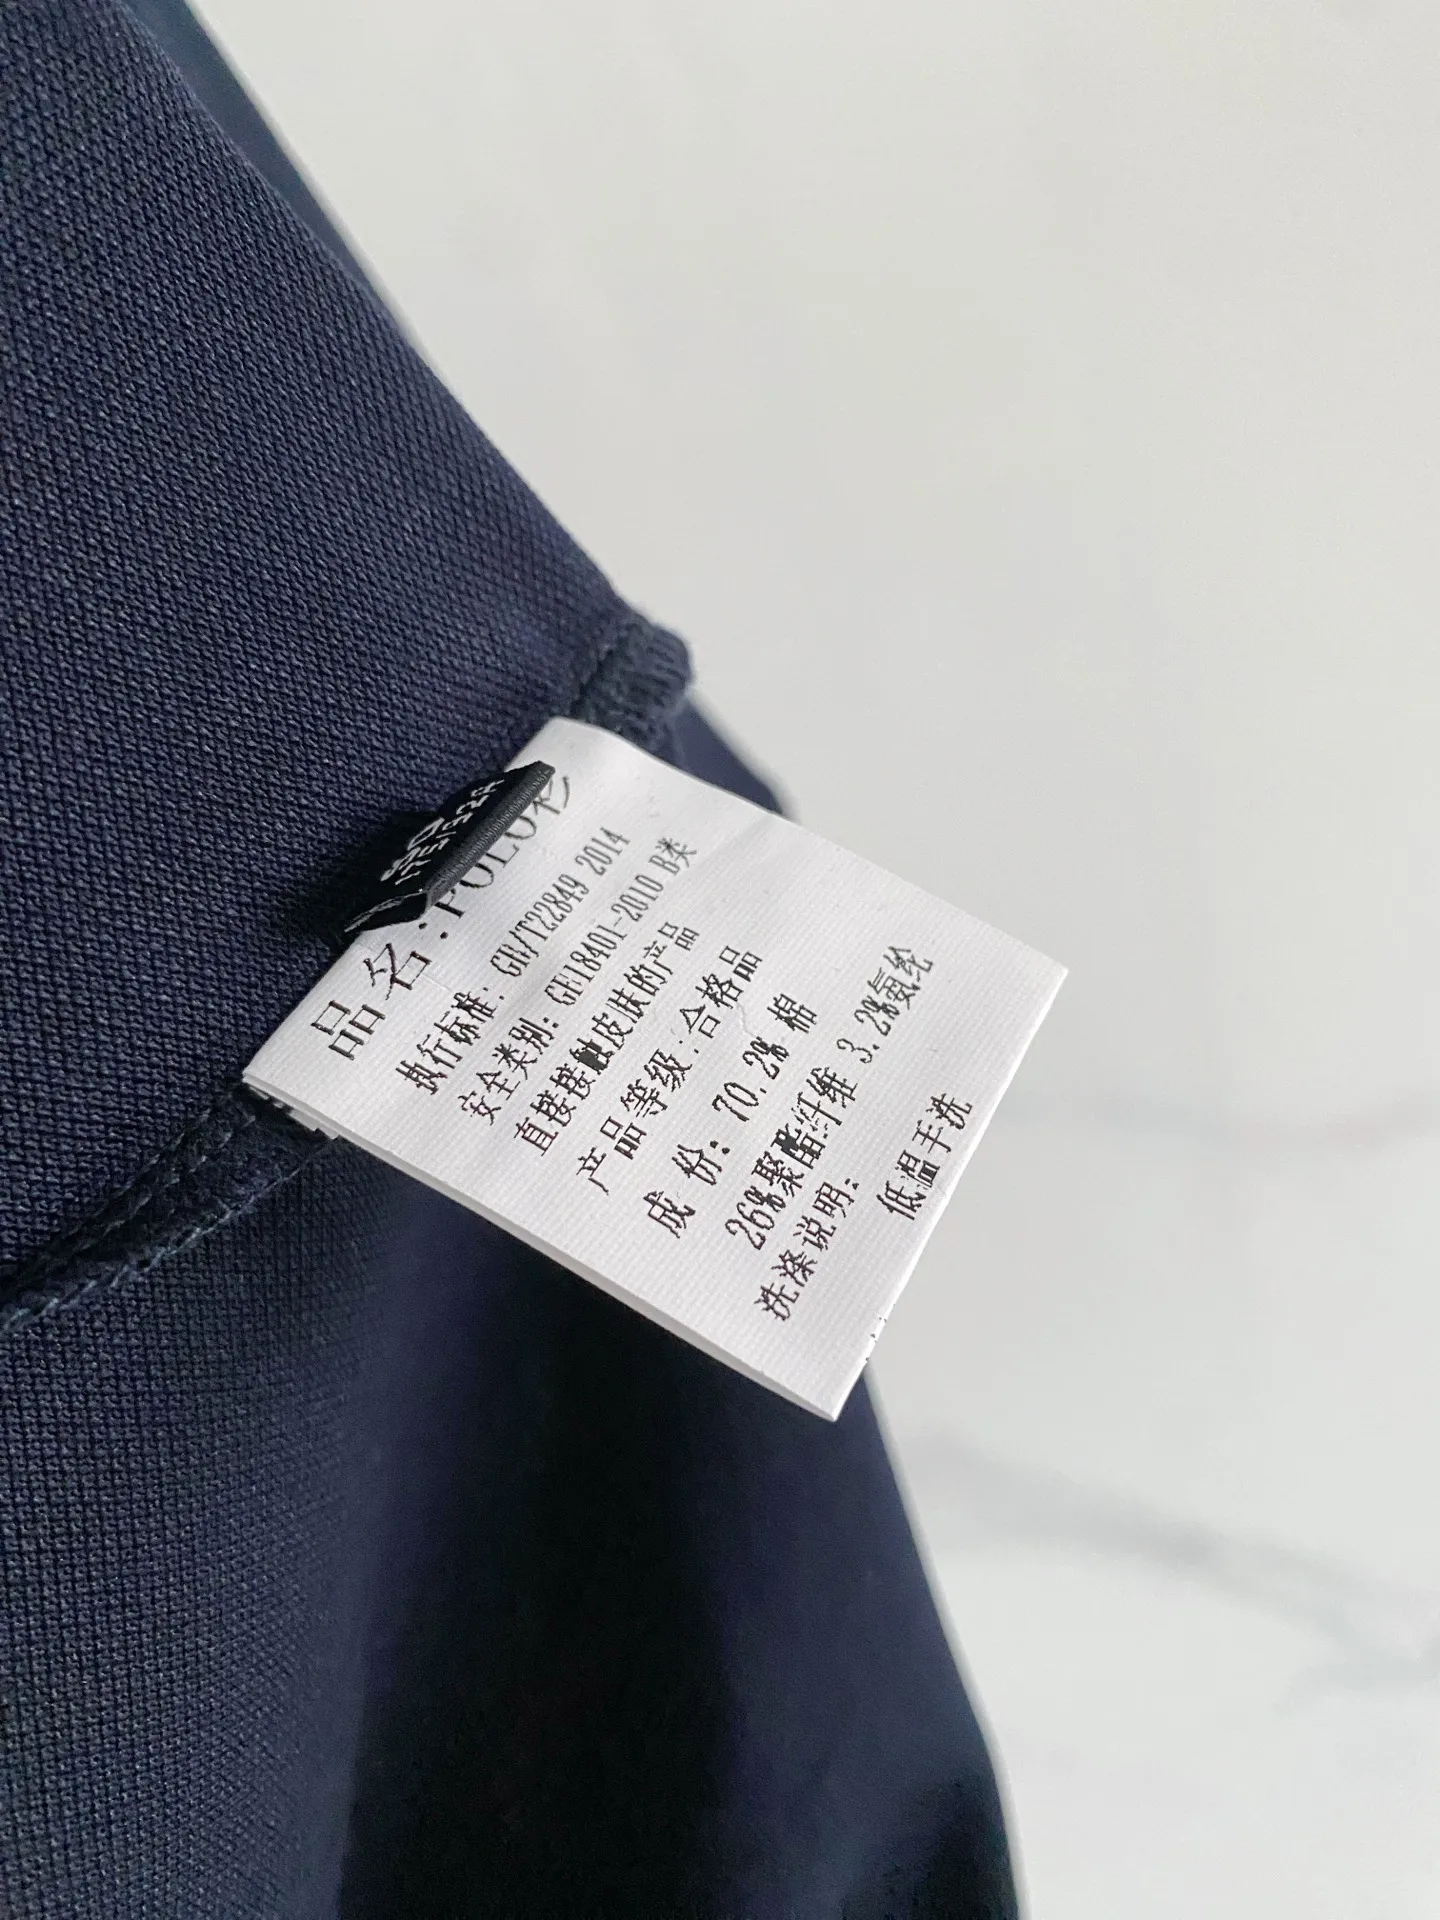 品名:POLO衫
执行标准: GB/T22849 2014
安全类别: GB18401-2010 B类
直接接触皮肤的产品
产品等级:合格品
成 份: 70.2% 棉
26%聚酯纤维 3.2%氨纶
洗涤说明:
低温手洗
175/92A